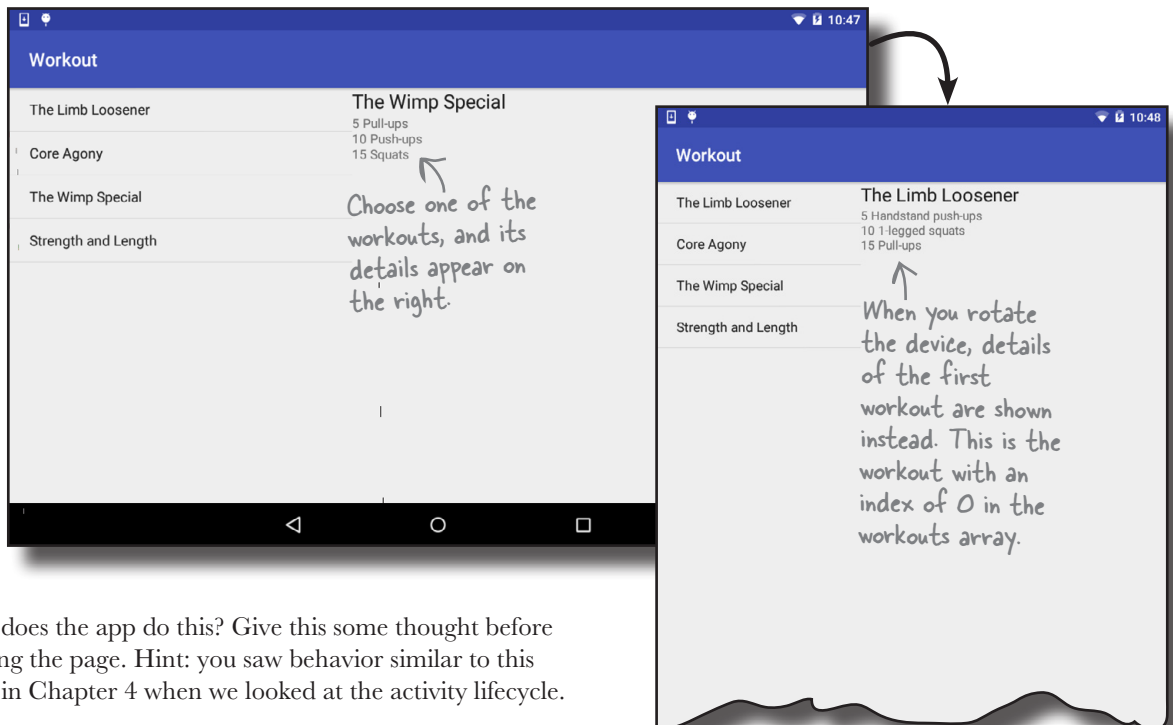 10:47
Workout
The Limb Loosener
Core Agony
The Wimp Special
Strength and Length
The Wimp Special
5 Pull-ups
10 Push-ups
15 Squats
Choose one of the
workouts, and its
details appear on
the right.
10:48
Workout
The Limb Loosener
Core Agony
The Wimp Special
Strength and Length
The Limb Loosener
5 Handstand push-ups
10 1-legged squats
15 Pull-ups
When you rotate
the device, details
of the first
workout are shown
instead. This is the
workout with an
index of 0 in the
workouts array.
does the app do this? Give this some thought before
ng the page. Hint: you saw behavior similar to this
in Chapter 4 when we looked at the activity lifecycle.